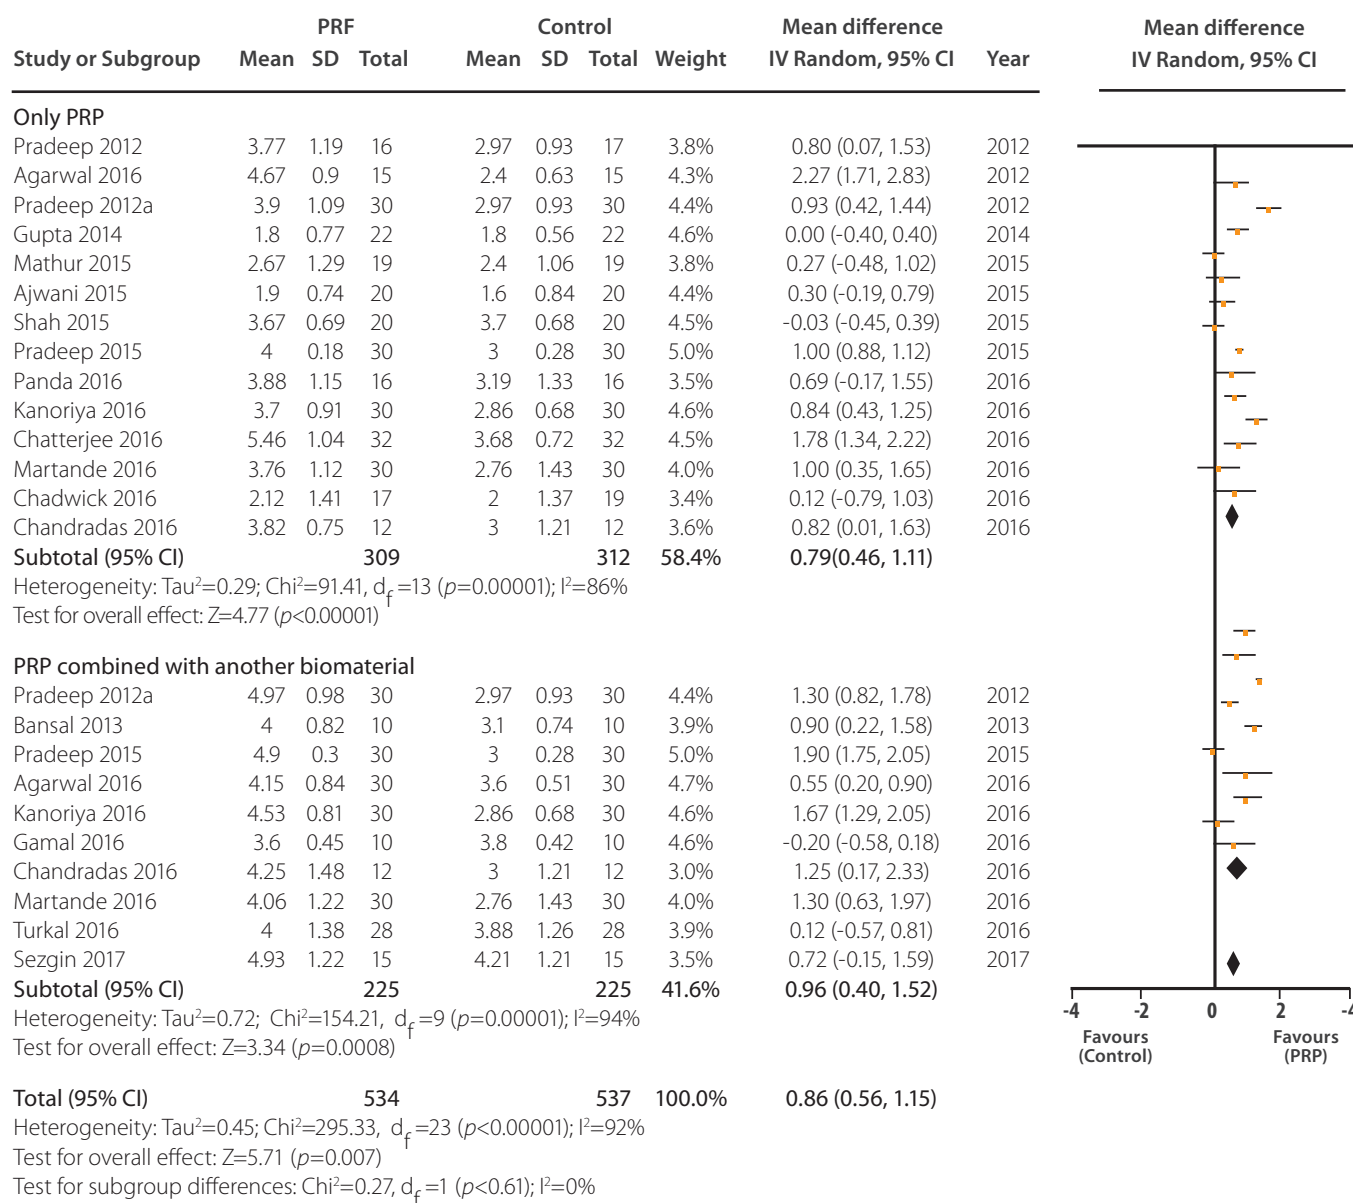 PRF Control Mean difference Mean difference
Study or Subgroup Mean SD Total Mean SD Total Weight IV Random, 95% CI Year IV Random, 95% CI
Only PRP
Pradeep 2012 3.77 1.19 16 2.97 0.93 17 3.8% 0.80 (0.07, 1.53) 2012
Agarwal 2016 4.67 0.9 15 2.4 0.63 15 4.3% 2.27 (1.71, 2.83) 2012
Pradeep 2012a 3.9 1.09 30 2.97 0.93 30 4.4% 0.93 (0.42, 1.44) 2012
Gupta 2014 1.8 0.77 22 1.8 0.56 22 4.6% 0.00 (-0.40, 0.40) 2014
Mathur 2015 2.67 1.29 19 2.4 1.06 19 3.8% 0.27 (-0.48, 1.02) 2015
Ajwani 2015 1.9 0.74 20 1.6 0.84 20 4.4% 0.30 (-0.19, 0.79) 2015
Shah 2015 3.67 0.69 20 3.7 0.68 20 4.5% -0.03 (-0.45, 0.39) 2015
Pradeep 2015 4 0.18 30 3 0.28 30 5.0% 1.00 (0.88, 1.12) 2015
Panda 2016 3.88 1.15 16 3.19 1.33 16 3.5% 0.69 (-0.17, 1.55) 2016
Kanoriya 2016 3.7 0.91 30 2.86 0.68 30 4.6% 0.84 (0.43, 1.25) 2016
Chatterjee 2016 5.46 1.04 32 3.68 0.72 32 4.5% 1.78 (1.34, 2.22) 2016
Martande 2016 3.76 1.12 30 2.76 1.43 30 4.0% 1.00 (0.35, 1.65) 2016
Chadwick 2016 2.12 1.41 17 2 1.37 19 3.4% 0.12 (-0.79, 1.03) 2016
Chandradas 2016 3.82 0.75 12 3 1.21 12 3.6% 0.82 (0.01, 1.63) 2016
Subtotal (95% CI) 309 312 58.4% 0.79(0.46, 1.11)
Heterogeneity: Tau²=0.29; Chi²=91.41, df =13 (p=0.00001); I²=86%
Test for overall effect: Z=4.77 (p<0.00001)
PRP combined with another biomaterial
Pradeep 2012a 4.97 0.98 30 2.97 0.93 30 4.4% 1.30 (0.82, 1.78) 2012
Bansal 2013 4 0.82 10 3.1 0.74 10 3.9% 0.90 (0.22, 1.58) 2013
Pradeep 2015 4.9 0.3 30 3 0.28 30 5.0% 1.90 (1.75, 2.05) 2015
Agarwal 2016 4.15 0.84 30 3.6 0.51 30 4.7% 0.55 (0.20, 0.90) 2016
Kanoriya 2016 4.53 0.81 30 2.86 0.68 30 4.6% 1.67 (1.29, 2.05) 2016
Gamal 2016 3.6 0.45 10 3.8 0.42 10 4.6% -0.20 (-0.58, 0.18) 2016
Chandradas 2016 4.25 1.48 12 3 1.21 12 3.0% 1.25 (0.17, 2.33) 2016
Martande 2016 4.06 1.22 30 2.76 1.43 30 4.0% 1.30 (0.63, 1.97) 2016
Turkal 2016 4 1.38 28 3.88 1.26 28 3.9% 0.12 (-0.57, 0.81) 2016
Sezgin 2017 4.93 1.22 15 4.21 1.21 15 3.5% 0.72 (-0.15, 1.59) 2017
Subtotal (95% CI) 225 225 41.6% 0.96 (0.40, 1.52)
Heterogeneity: Tau²=0.72; Chi²=154.21, df =9 (p=0.00001); I²=94%
Test for overall effect: Z=3.34 (p=0.0008)
-4 -2 0 2 -4
Favours Favours
(Control) (PRP)
Total (95% CI) 534 537 100.0% 0.86 (0.56, 1.15)
Heterogeneity: Tau²=0.45; Chi²=295.33, df =23 (p<0.00001); I²=92%
Test for overall effect: Z=5.71 (p=0.007)
Test for subgroup differences: Chi²=0.27, df =1 (p<0.61); I²=0%